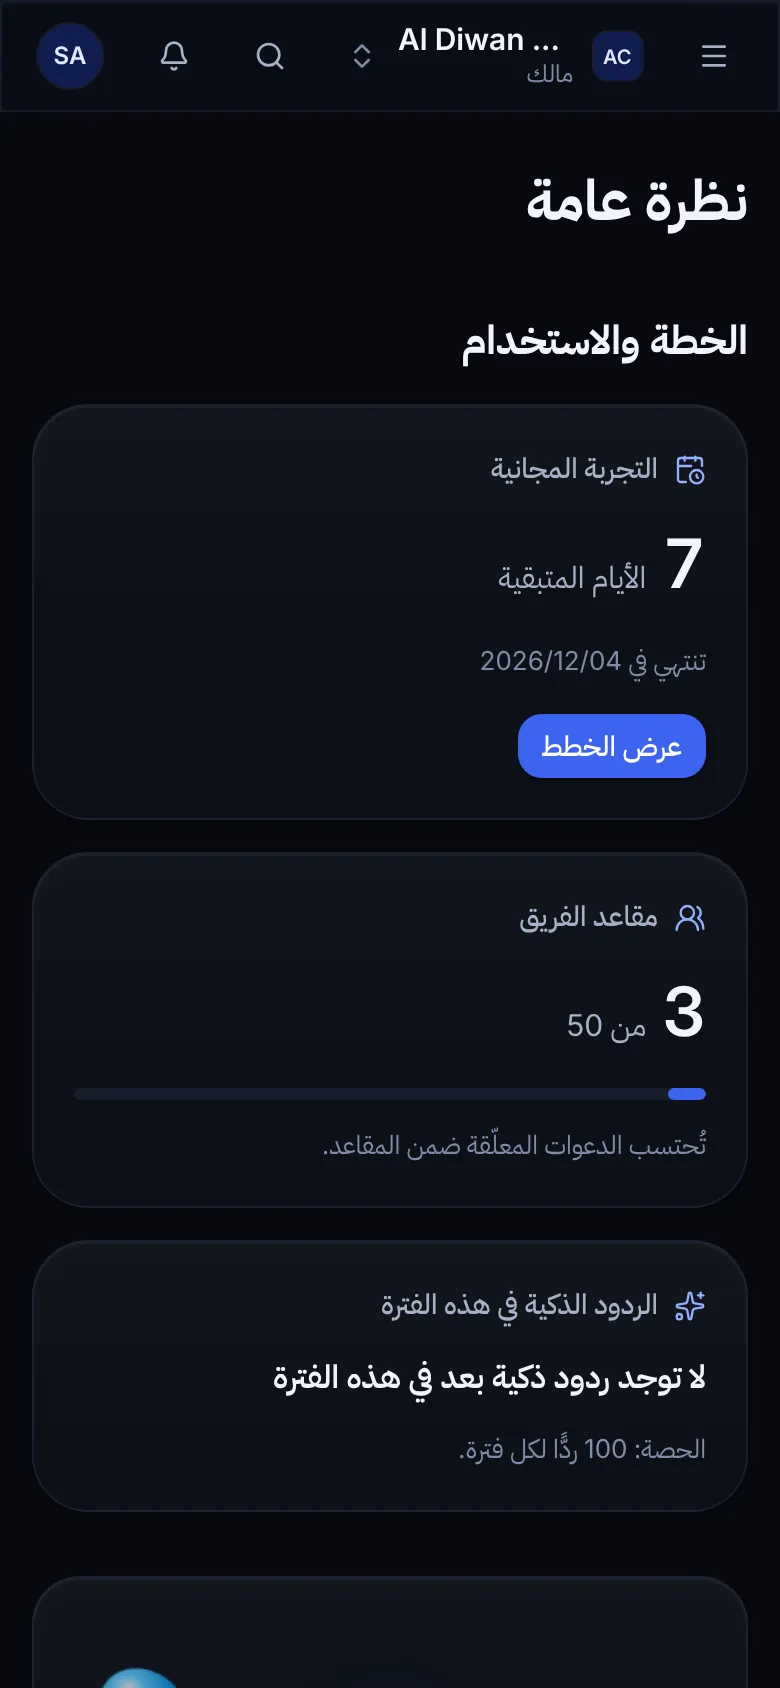 AC
Al Diwan ...
مالك
SA
نظرة عامة
الخطة والاستخدام
التجربة المجانية
7 الأيام المتبقية
تنتهي في 2026/12/04
عرض الخطط
مقاعد الفريق
3 من 50
تُحتسب الدعوات المعلّقة ضمن المقاعد.
الردود الذكية في هذه الفترة
لا توجد ردود ذكية بعد في هذه الفترة
الحصة: 100 ردًّا لكل فترة.